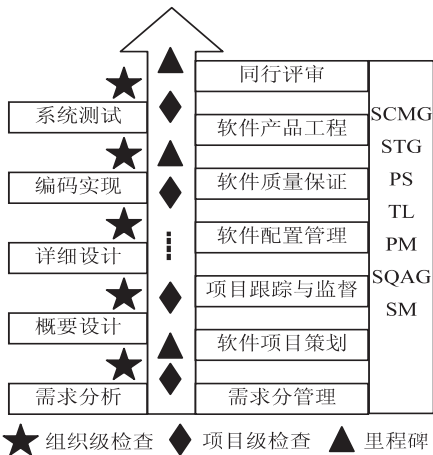 同行评审
系统测试
软件产品工程
编码实现
软件质量保证
详细设计
软件配置管理
概要设计
项目跟踪与监督
软件项目策划
需求分析
需求分管理
SCMG
STG
PS
TL
PM
SQAG
SM
组织级检查
项目级检查
里程碑